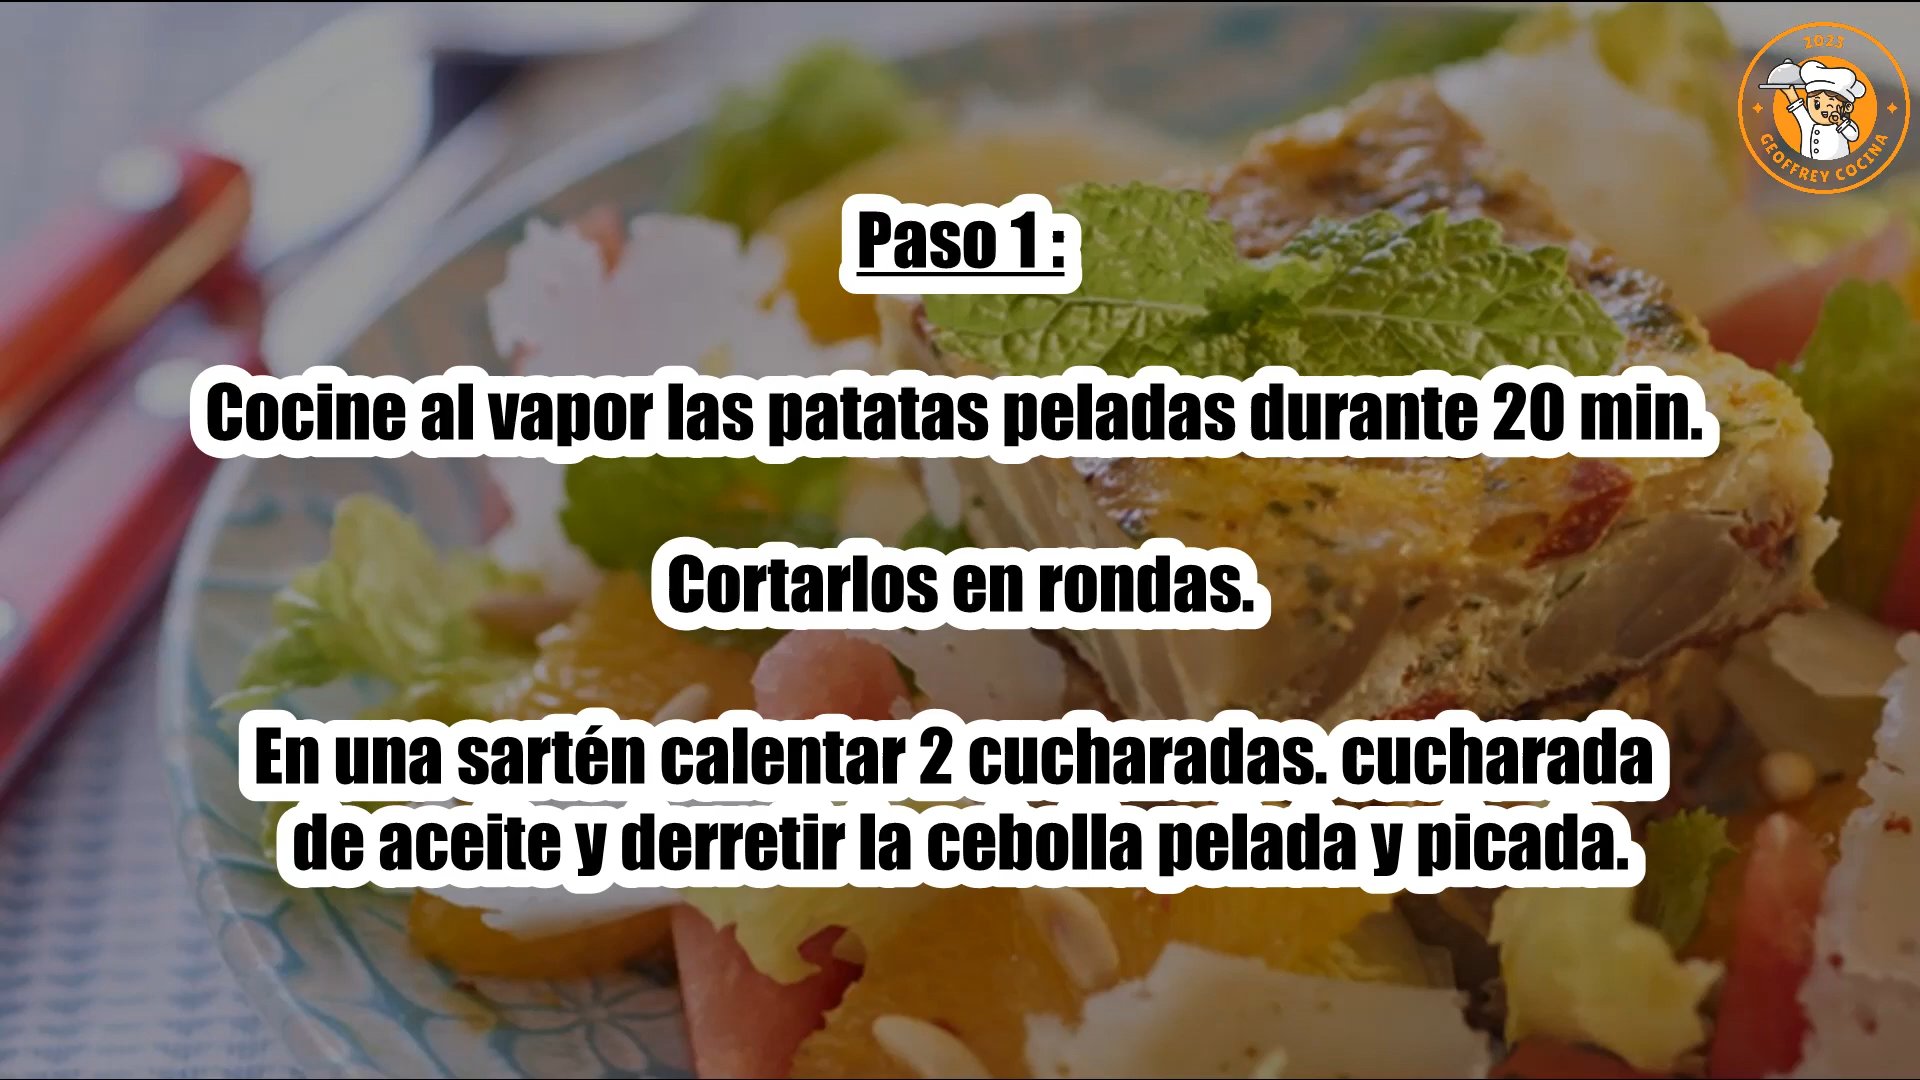 2023
GEOFFREY COCINA
Paso 1 :
Cocine al vapor las patatas peladas durante 20 min.
Cortarlos en rondas.
En una sartén calentar 2 cucharadas. cucharada
de aceite y derretir la cebolla pelada y picada.